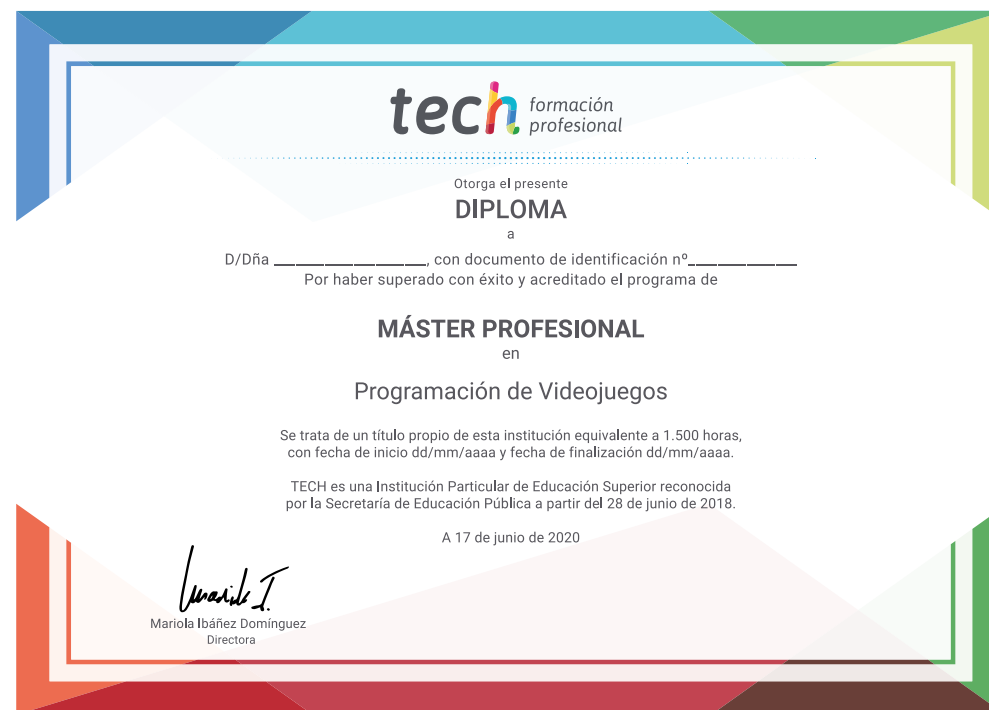 tech formación
profesional
Otorga el presente
DIPLOMA
a
D/Dña ______________, con documento de identificación nº__________
Por haber superado con éxito y acreditado el programa de
MÁSTER PROFESIONAL
en
Programación de Videojuegos
Se trata de un título propio de esta institución equivalente a 1.500 horas,
con fecha de inicio dd/mm/aaaa y fecha de finalización dd/mm/aaaa.
TECH es una Institución Particular de Educación Superior reconocida
por la Secretaría de Educación Pública a partir del 28 de junio de 2018.
A 17 de junio de 2020
Mariola Ibáñez Domínguez
Directora